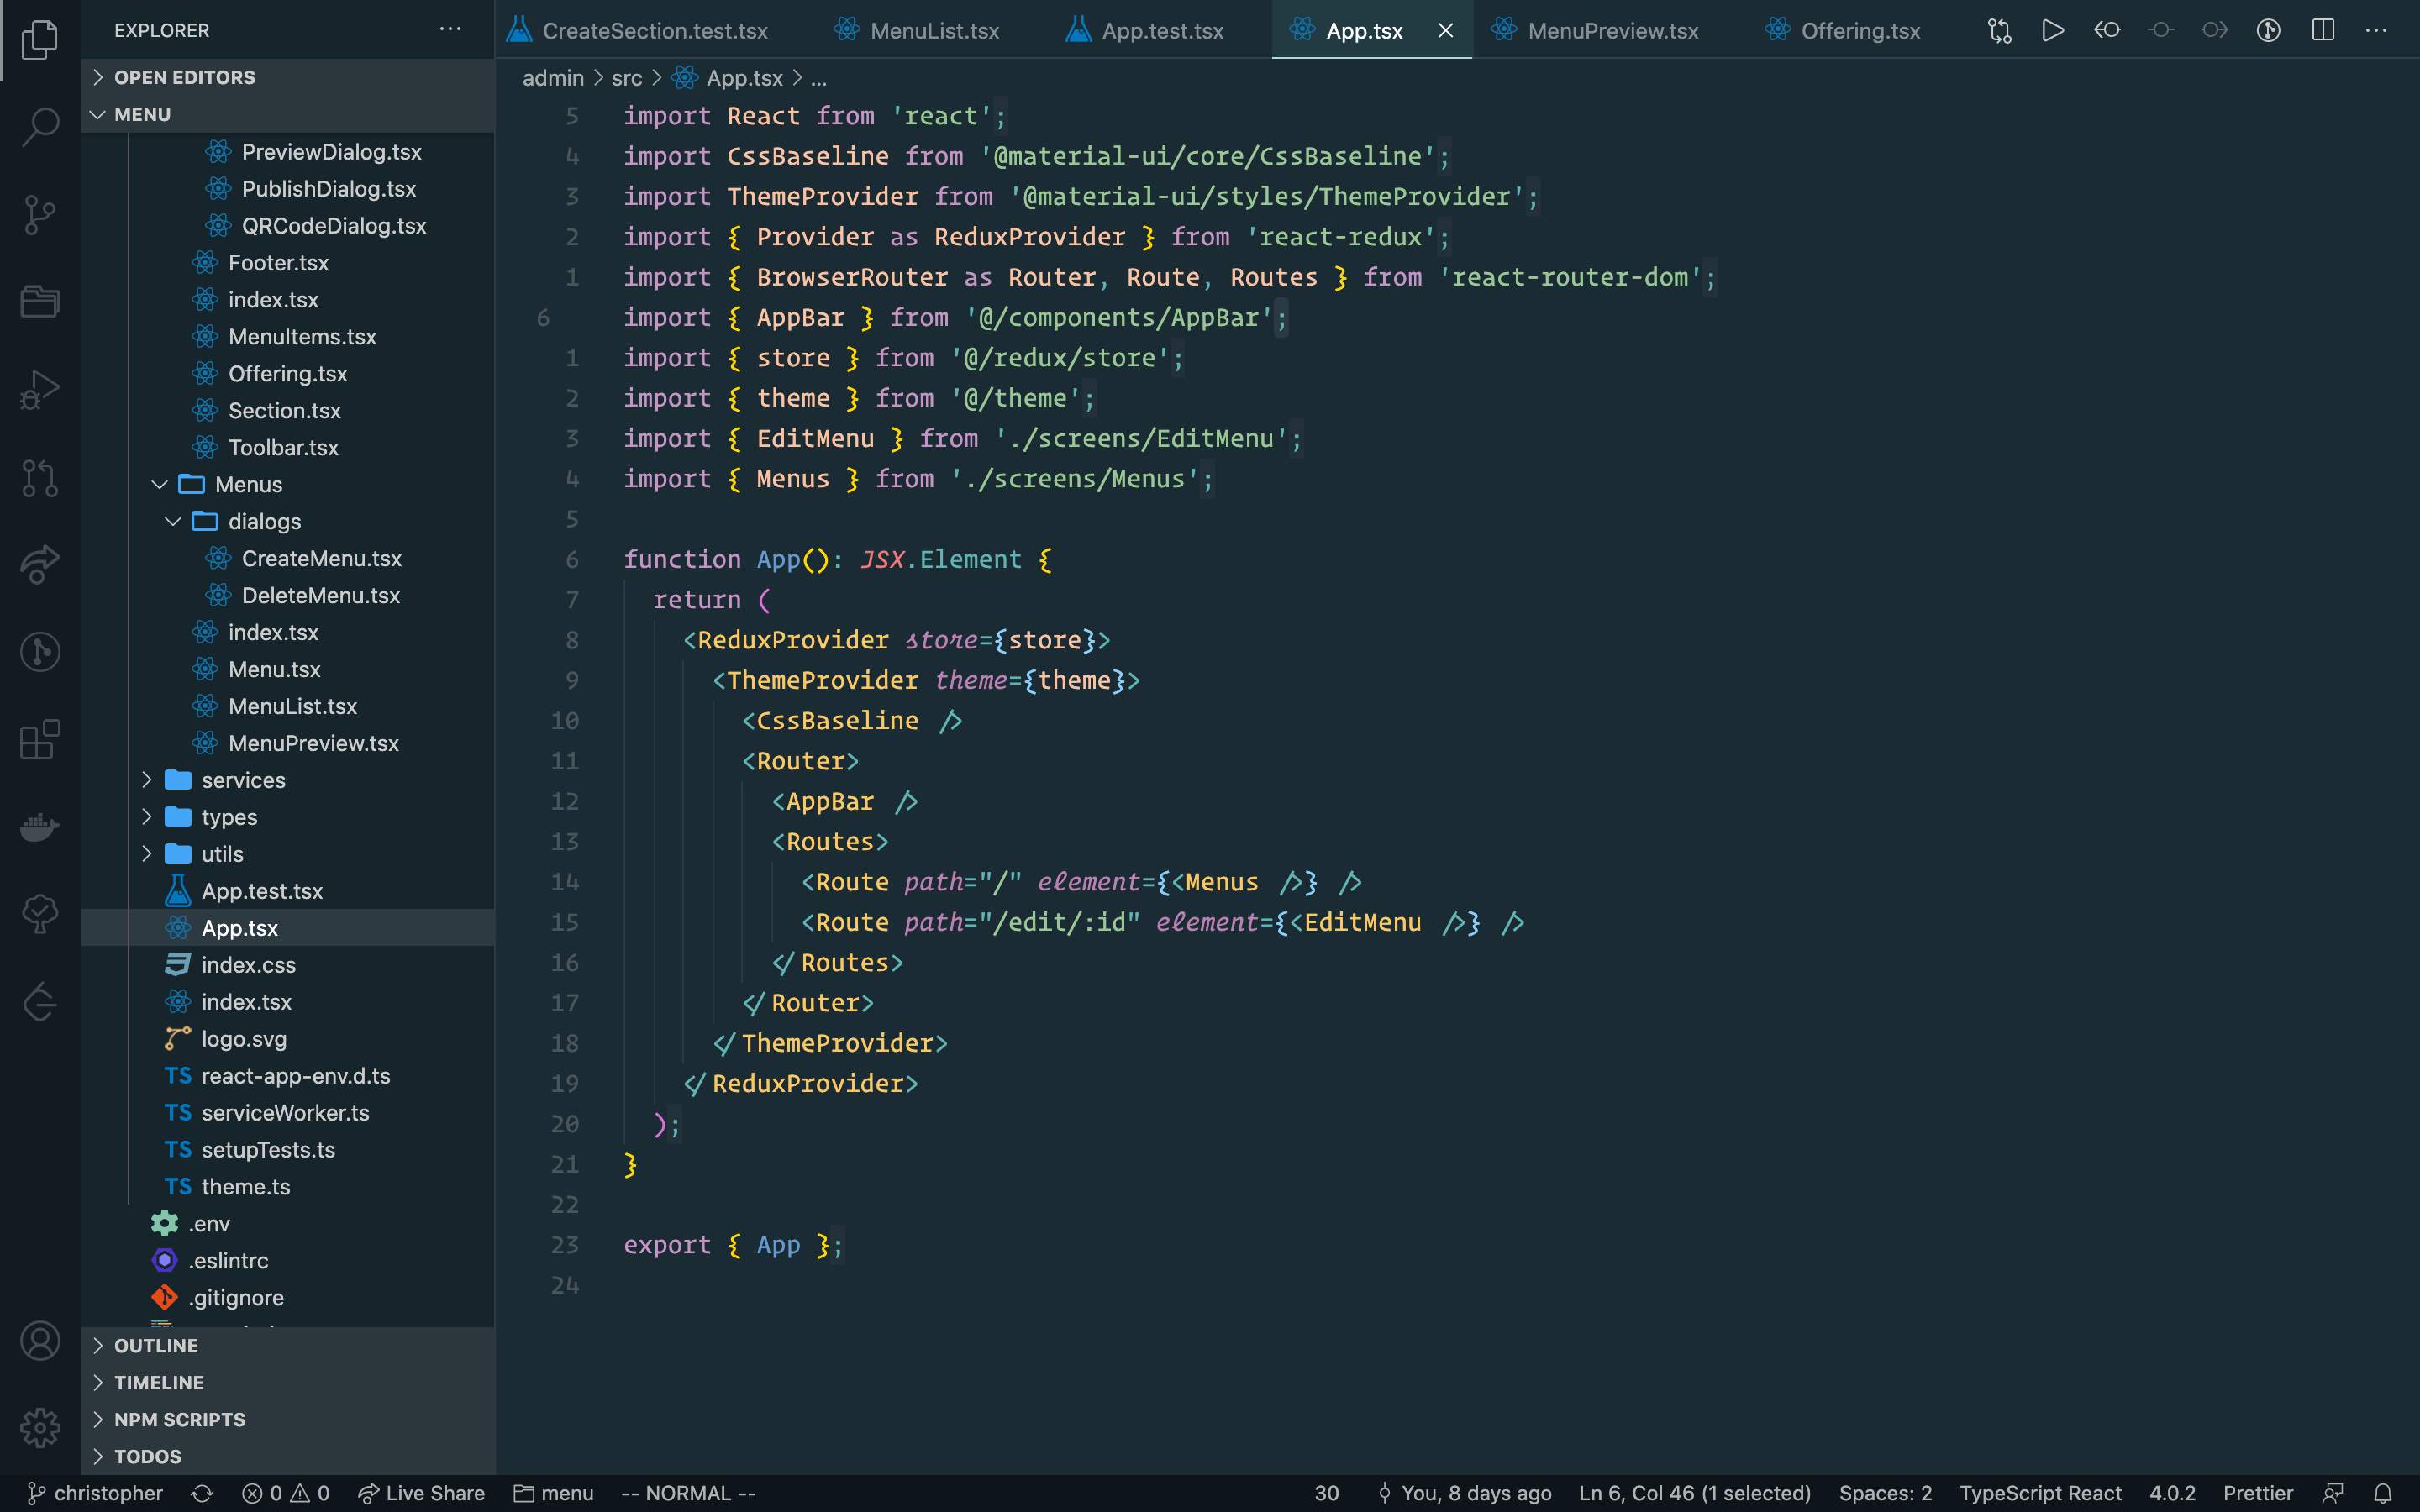 EXPLORER
OPEN EDITORS
MENU
PreviewDialog.tsx
PublishDialog.tsx
QRCodeDialog.tsx
Footer.tsx
index.tsx
MenuItems.tsx
Offering.tsx
Section.tsx
Toolbar.tsx
Menus
dialogs
CreateMenu.tsx
DeleteMenu.tsx
index.tsx
Menu.tsx
MenuList.tsx
MenuPreview.tsx
services
types
utils
App.test.tsx
App.tsx
index.css
index.tsx
logo.svg
TS react-app-env.d.ts
TS serviceWorker.ts
TS setupTests.ts
TS theme.ts
.env
.eslintrc
.gitignore
OUTLINE
TIMELINE
NPM SCRIPTS
TODOS
CreateSection.test.tsx MenuList.tsx App.test.tsx App.tsx MenuPreview.tsx Offering.tsx
admin > src > App.tsx > ...
5 import React from 'react';
4 import CssBaseline from '@material-ui/core/CssBaseline';
3 import ThemeProvider from '@material-ui/styles/ThemeProvider';
2 import { Provider as ReduxProvider } from 'react-redux';
1 import { BrowserRouter as Router, Route, Routes } from 'react-router-dom';
6 import { AppBar } from '@/components/AppBar';
1 import { store } from '@/redux/store';
2 import { theme } from '@/theme';
3 import { EditMenu } from './screens/EditMenu';
4 import { Menus } from './screens/Menus';
5
6 function App(): JSX.Element {
7 return (
8 <ReduxProvider store={store}>
9 <ThemeProvider theme={theme}>
10 <CssBaseline />
11 <Router>
12 <AppBar />
13 <Routes>
14 <Route path="/" element={<Menus />} />
15 <Route path="/edit/:id" element={<EditMenu />} />
16 </Routes>
17 </Router>
18 </ThemeProvider>
19 </ReduxProvider>
20 );
21 }
22
23 export { App };
24
christopher 0 0 Live Share menu -- NORMAL -- 30 You, 8 days ago Ln 6, Col 46 (1 selected) Spaces: 2 TypeScript React 4.0.2 Prettier